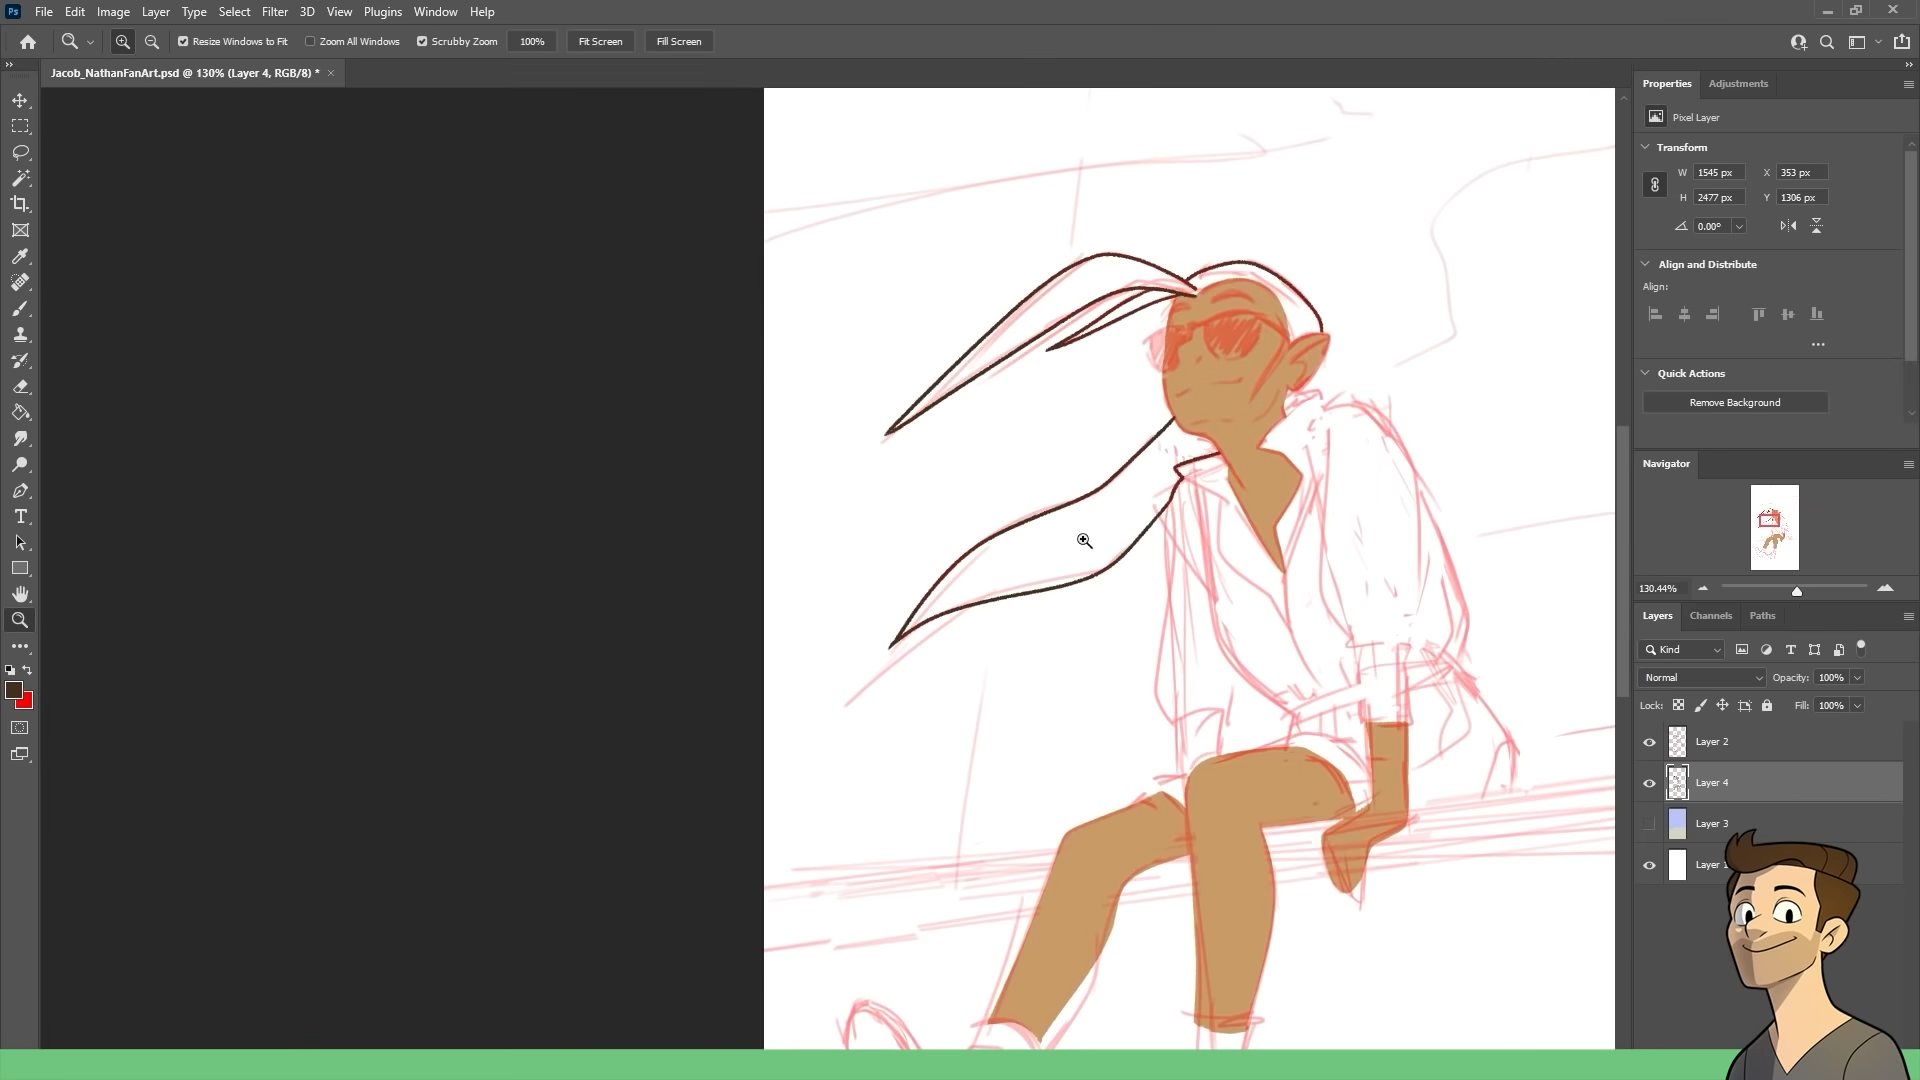 Ps File Edit Image Layer Type Select Filter 3D View Plugins Window Help
Resize Windows to Fit Zoom All Windows Scrubby Zoom 100% Fit Screen Fill Screen
Jacob_NathanFanArt.psd @ 130% (Layer 4, RGB/8) * ×
Properties Adjustments
Pixel Layer
Transform
W 1545 px X 353 px
H 2477 px Y 1306 px
0.00°
Align and Distribute
Align:
Quick Actions
Remove Background
Navigator
130.44%
Layers Channels Paths
Kind
Normal Opacity: 100%
Lock: Fill: 100%
Layer 2
Layer 4
Layer 3
Layer 1